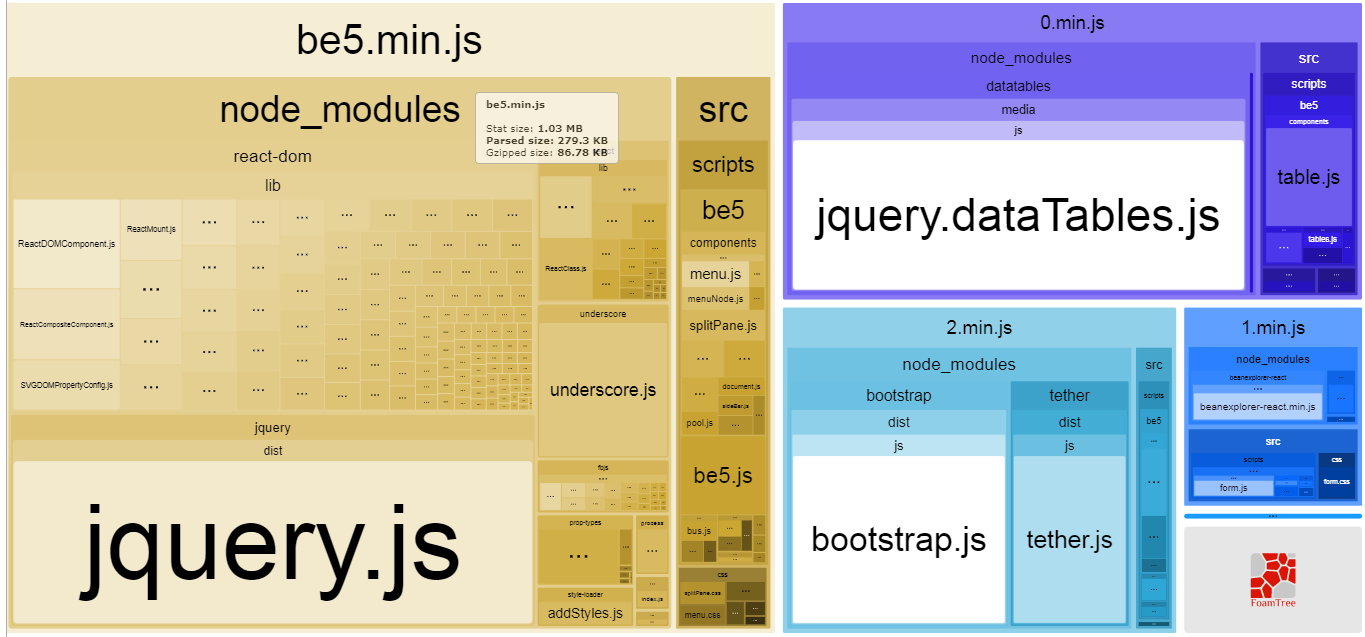 be5.min.js
node_modules
be5.min.js
Stat size: 1.03 MB
Parsed size: 279.3 KB
Gzipped size: 86.78 KB
react-dom
lib
ReactDOMComponent.js
ReactMount.js
...
ReactCompositeComponent.js
SVGDOMPropertyConfig.js
lib
...
ReactClass.js
underscore
underscore.js
jquery
dist
jquery.js
fbjs
...
prop-types
...
process
...
style-loader
addStyles.js
index.js
src
scripts
be5
components
...
menu.js
menuNode.js
splitPane.js
...
document.js
sideBar.js
pool.js
...
be5.js
bus.js
...
css
splitPane.css
menu.css
...
0.min.js
node_modules
datatables
media
js
jquery.dataTables.js
src
scripts
be5
components
table.js
tables.js
...
2.min.js
node_modules
bootstrap
dist
js
bootstrap.js
tether
dist
js
tether.js
src
scripts
be5
...
1.min.js
node_modules
beanexplorer-react
...
beanexplorer-react.min.js
src
scripts
...
form.js
css
form.css
...
FoamTree